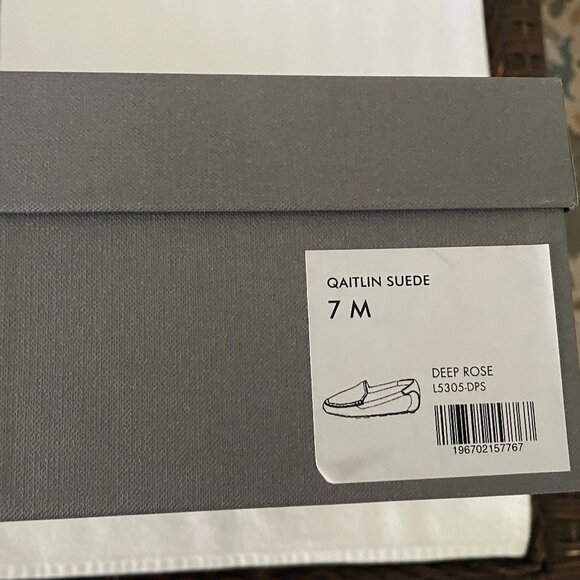 QAITLIN SUEDE
7 M
DEEP ROSE
L5305-DPS
196702157767